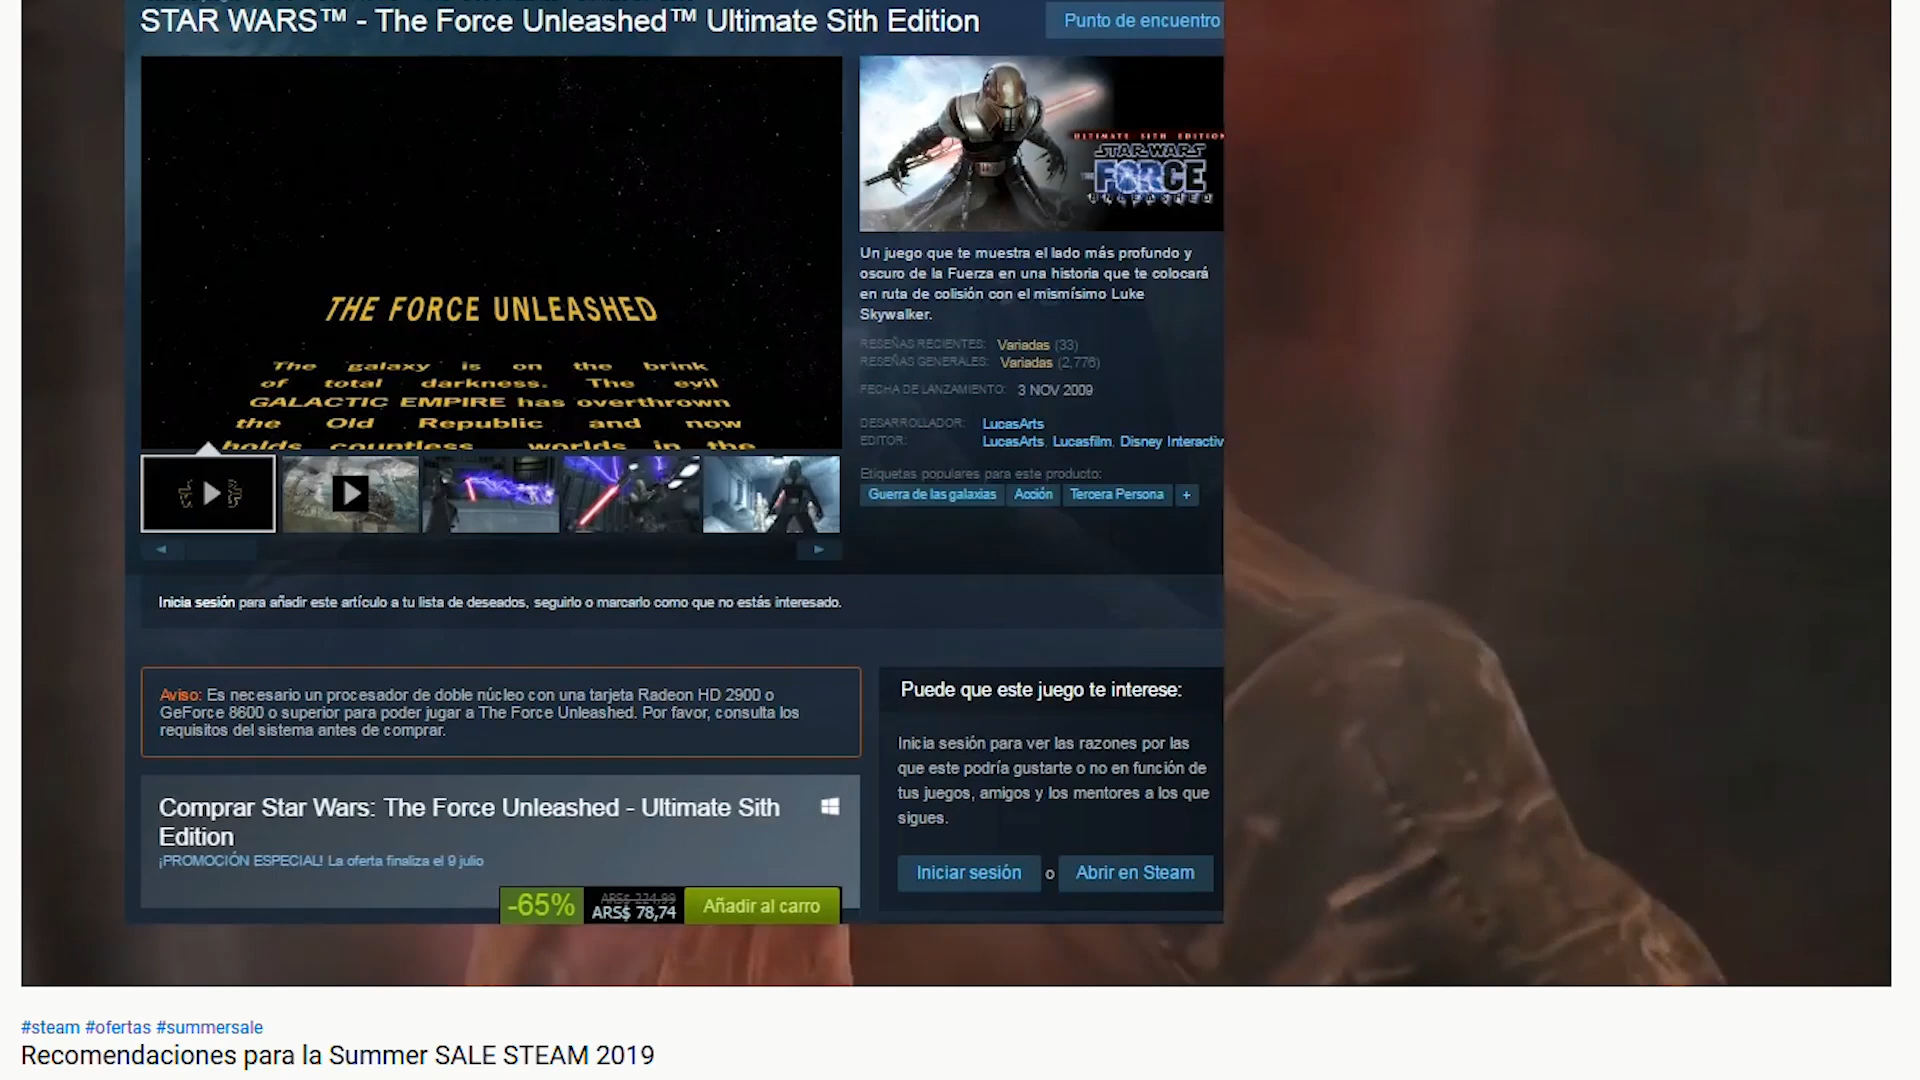 STAR WARS™ - The Force Unleashed™ Ultimate Sith Edition
Punto de encuentro
THE FORCE UNLEASHED
The galaxy is on the brink
of total darkness. The evil
GALACTIC EMPIRE has overthrown
the Old Republic and now
holds countless worlds in the
ULTIMATE SITH EDITION
STAR WARS
THE FORCE
UNLEASHED
Un juego que te muestra el lado más profundo y
oscuro de la Fuerza en una historia que te colocará
en ruta de colisión con el mismísimo Luke
Skywalker.
RESEÑAS RECIENTES: Variadas (33)
RESEÑAS GENERALES: Variadas (2,776)
FECHA DE LANZAMIENTO: 3 NOV 2009
DESARROLLADOR: LucasArts
EDITOR: LucasArts, Lucasfilm, Disney Interactiv
Etiquetas populares para este producto:
Guerra de las galaxias Acción Tercera Persona +
Inicia sesión para añadir este artículo a tu lista de deseados, seguirlo o marcarlo como que no estás interesado.
Aviso: Es necesario un procesador de doble núcleo con una tarjeta Radeon HD 2900 o
GeForce 8600 o superior para poder jugar a The Force Unleashed. Por favor, consulta los
requisitos del sistema antes de comprar.
Comprar Star Wars: The Force Unleashed - Ultimate Sith
Edition
¡PROMOCIÓN ESPECIAL! La oferta finaliza el 9 julio
-65%
ARS$ 224,99
ARS$ 78,74
Añadir al carro
Puede que este juego te interese:
Inicia sesión para ver las razones por las
que este podría gustarte o no en función de
tus juegos, amigos y los mentores a los que
sigues.
Iniciar sesión o Abrir en Steam
#steam #ofertas #summersale
Recomendaciones para la Summer SALE STEAM 2019